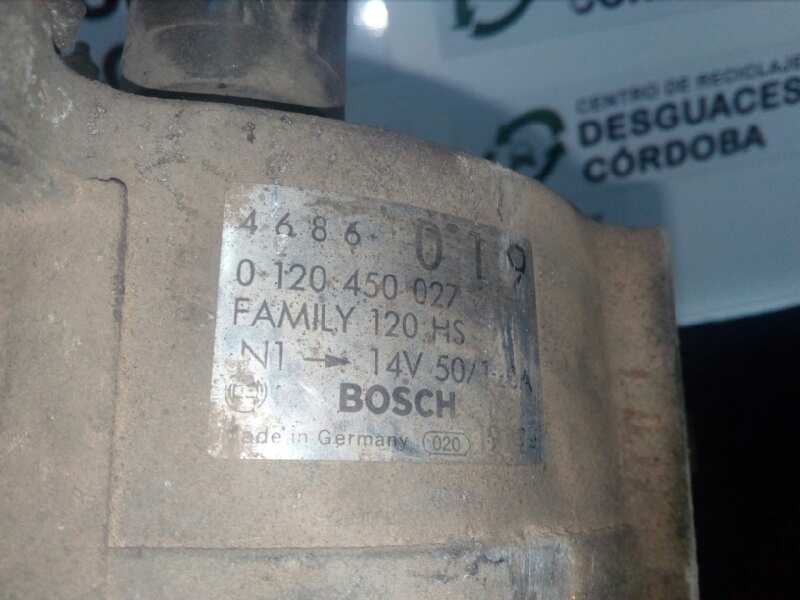 CÓRDOBA
CENTRO DE RECICLAJE
DESGUACES
CÓRDOBA
4686 019
0 120 450 027
FAMILY 120 HS
N1 → 14V
BOSCH
Made in Germany 020